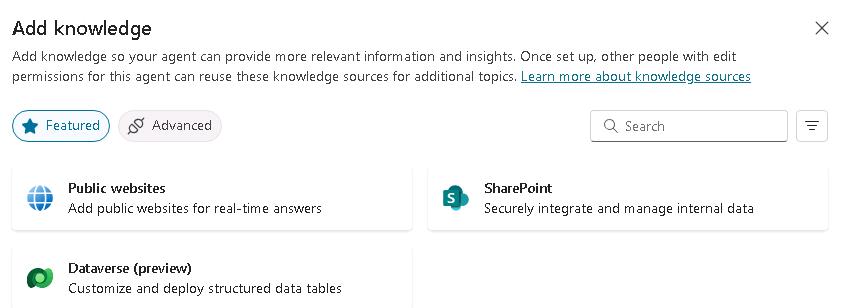 Add knowledge
Add knowledge so your agent can provide more relevant information and insights. Once set up, other people with edit
permissions for this agent can reuse these knowledge sources for additional topics. Learn more about knowledge sources
Featured
Advanced
Search
Public websites
Add public websites for real-time answers
SharePoint
Securely integrate and manage internal data
Dataverse (preview)
Customize and deploy structured data tables